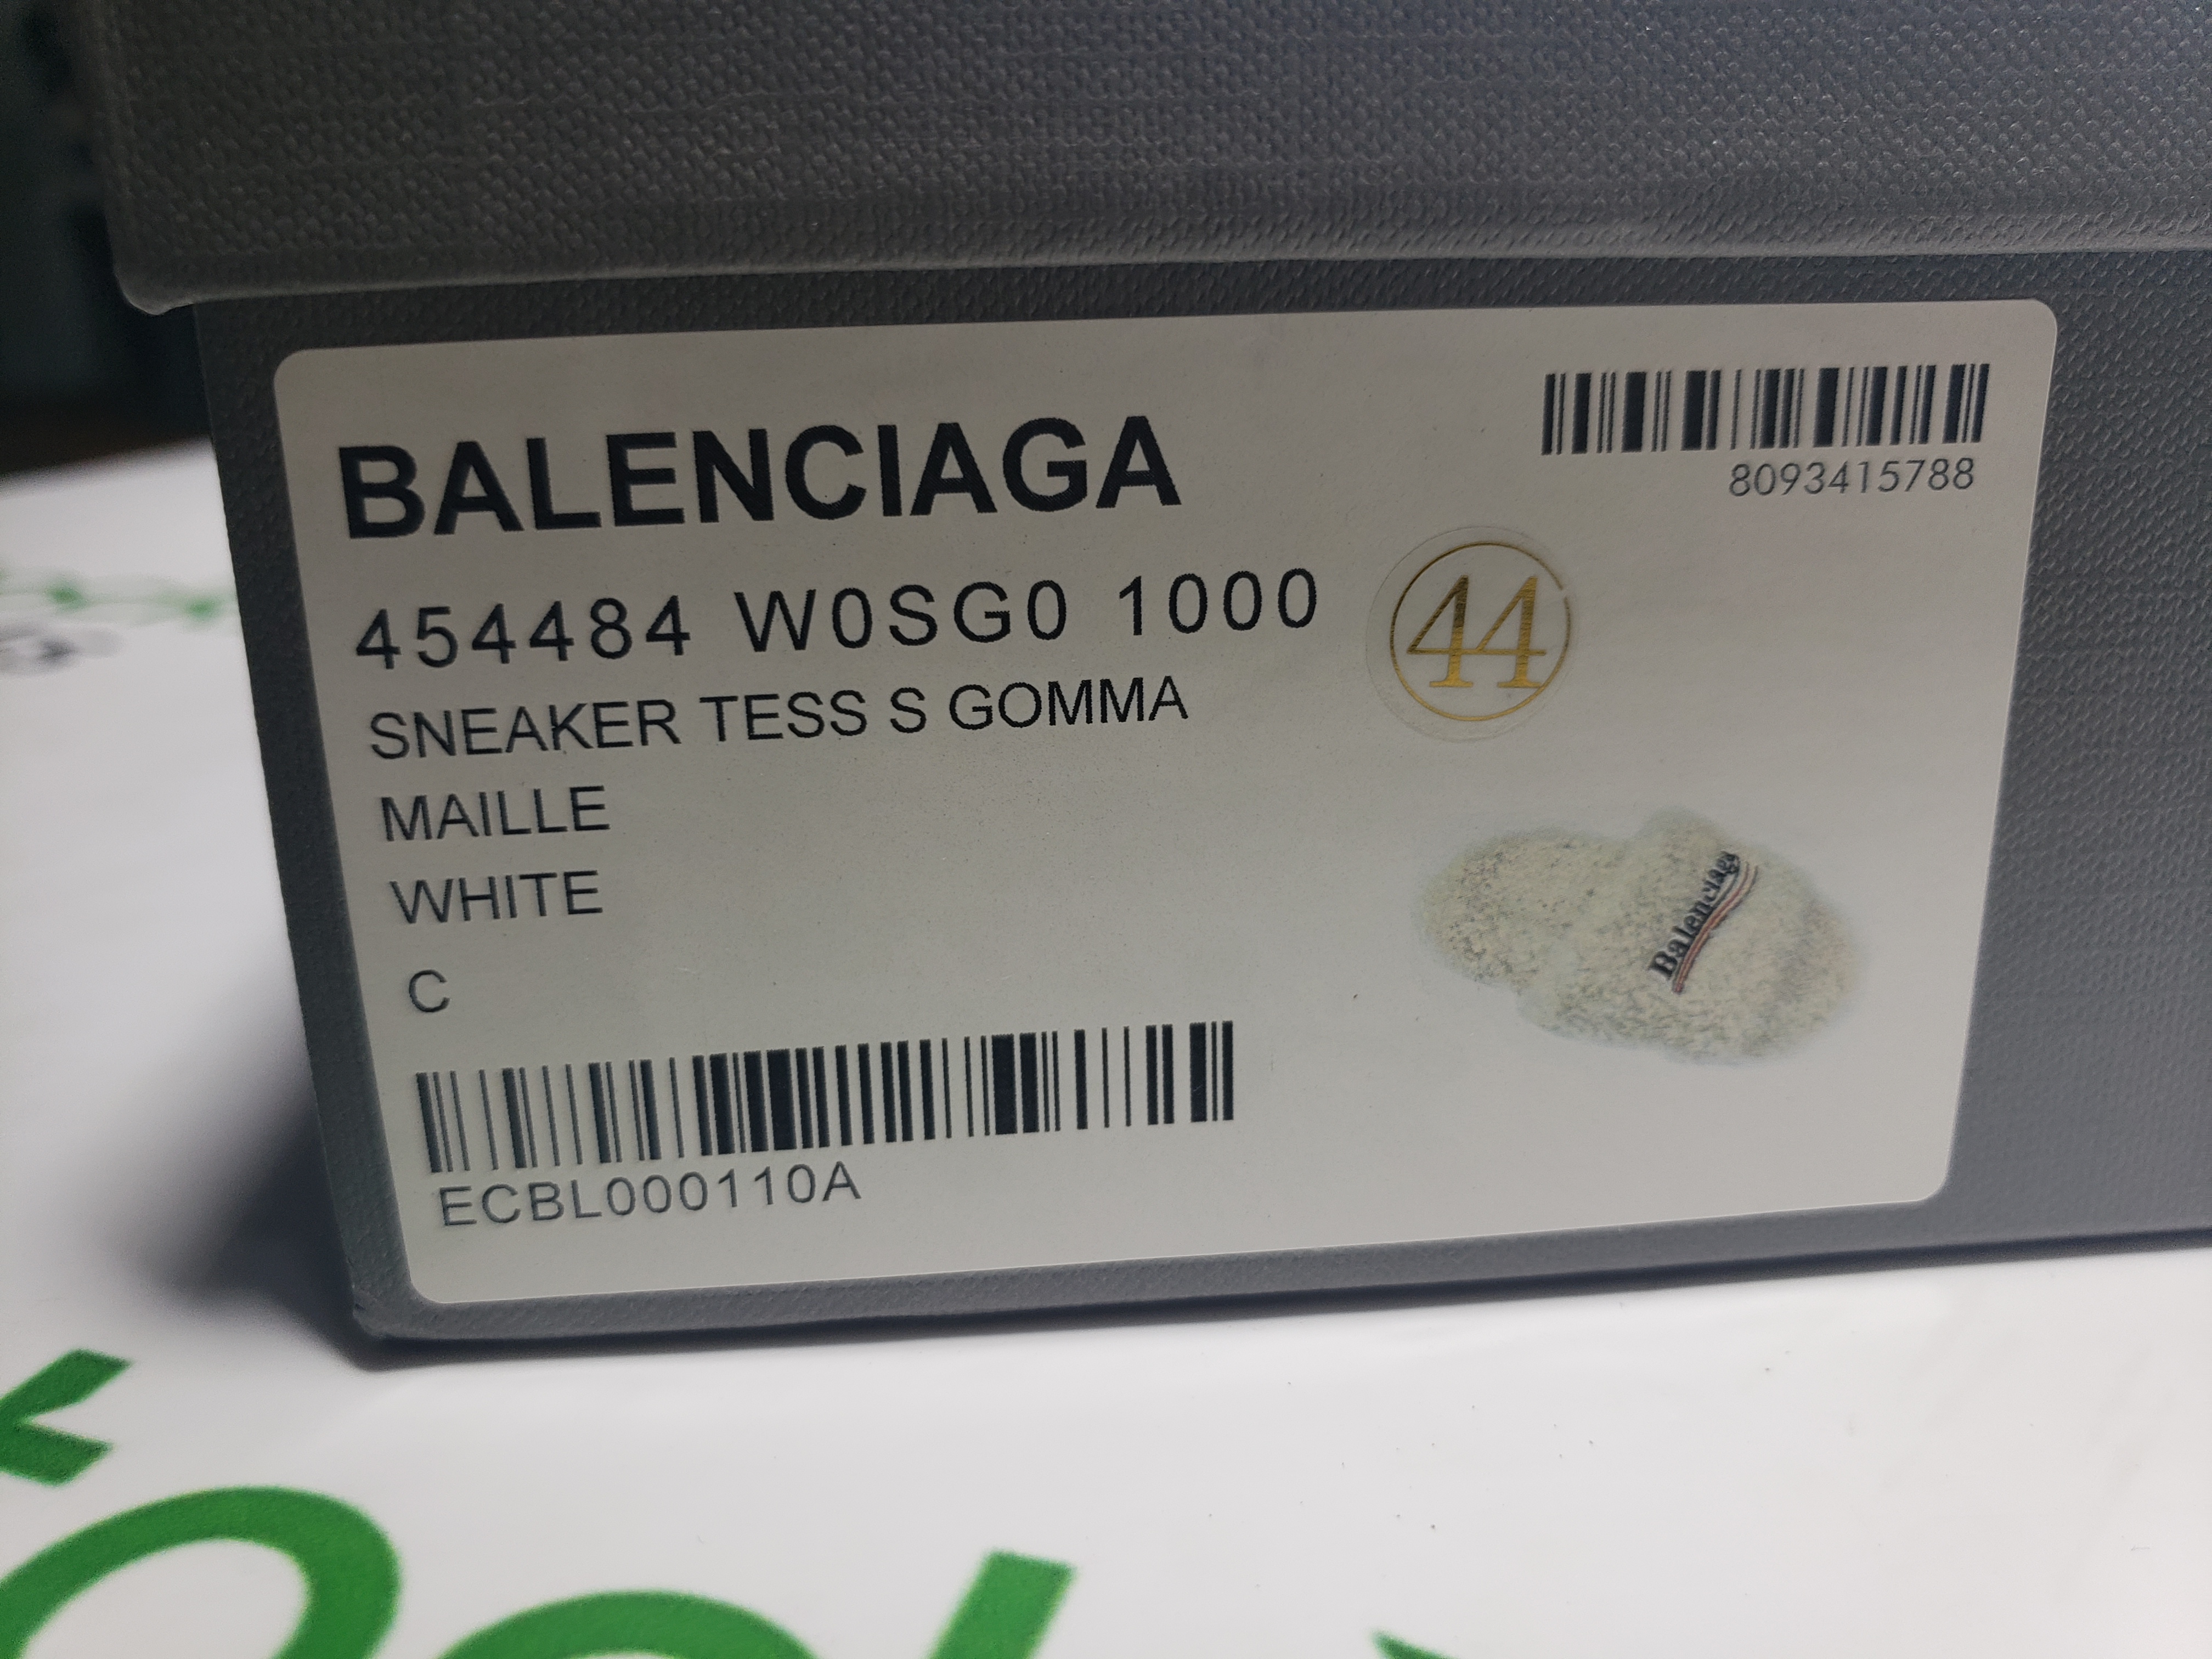 BALENCIAGA
8093415788
454484 W0SG0 1000
44
SNEAKER TESS S GOMMA
MAILLE
WHITE
C
Balenciaga
ECBL000110A